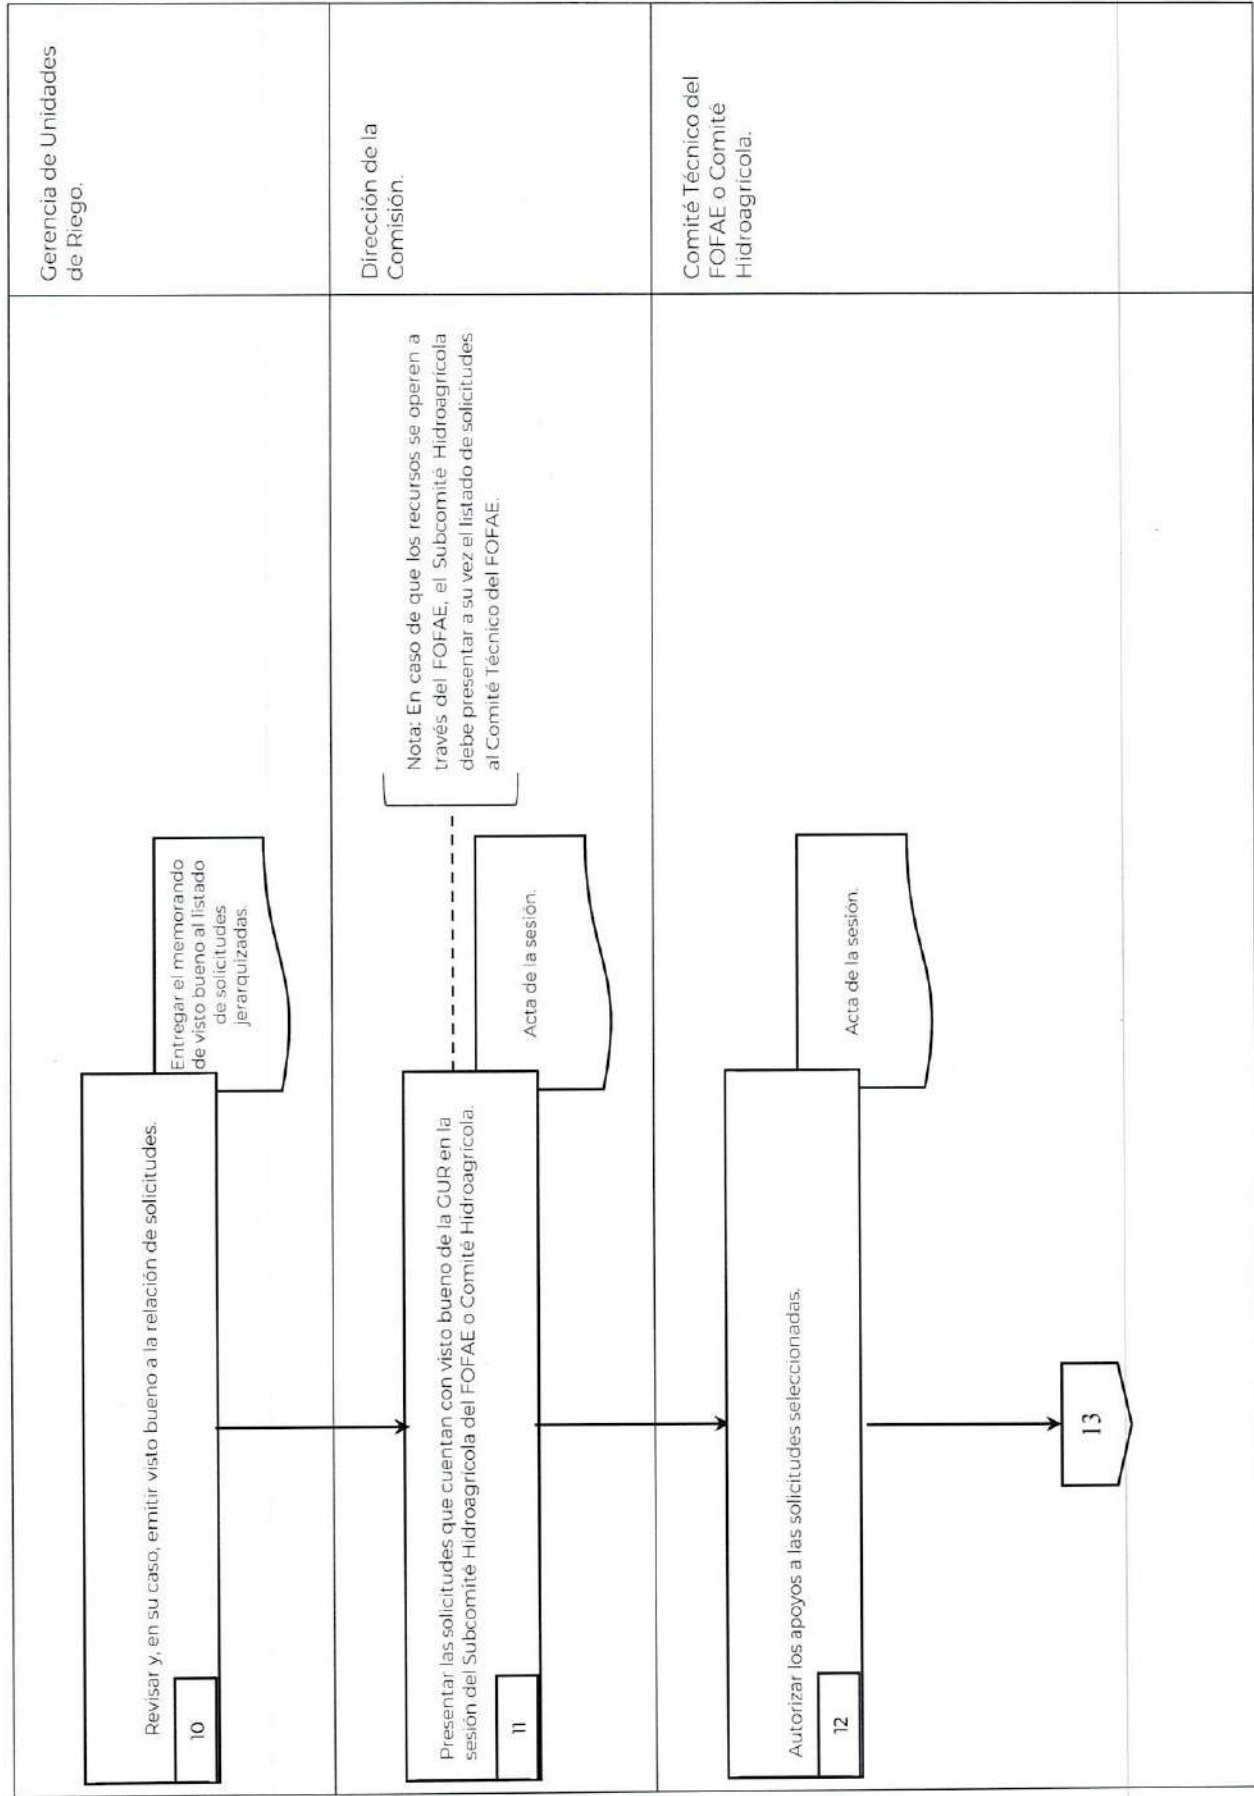 Revisar y, en su caso, emitir visto bueno a la relación de solicitudes.
10
Entregar el memorando
de visto bueno al listado
de solicitudes
jerarquizadas.
Gerencia de Unidades
de Riego.
Presentar las solicitudes que cuentan con visto bueno de la GUR en la
sesión del Subcomité Hidroagrícola del FOFAE o Comité Hidroagrícola.
11
Acta de la sesión.
Nota: En caso de que los recursos se operen a
través del FOFAE, el Subcomité Hidroagrícola
debe presentar a su vez el listado de solicitudes
al Comité Técnico del FOFAE.
Dirección de la
Comisión.
Autorizar los apoyos a las solicitudes seleccionadas.
12
Acta de la sesión.
Comité Técnico del
FOFAE o Comité
Hidroagrícola.
13